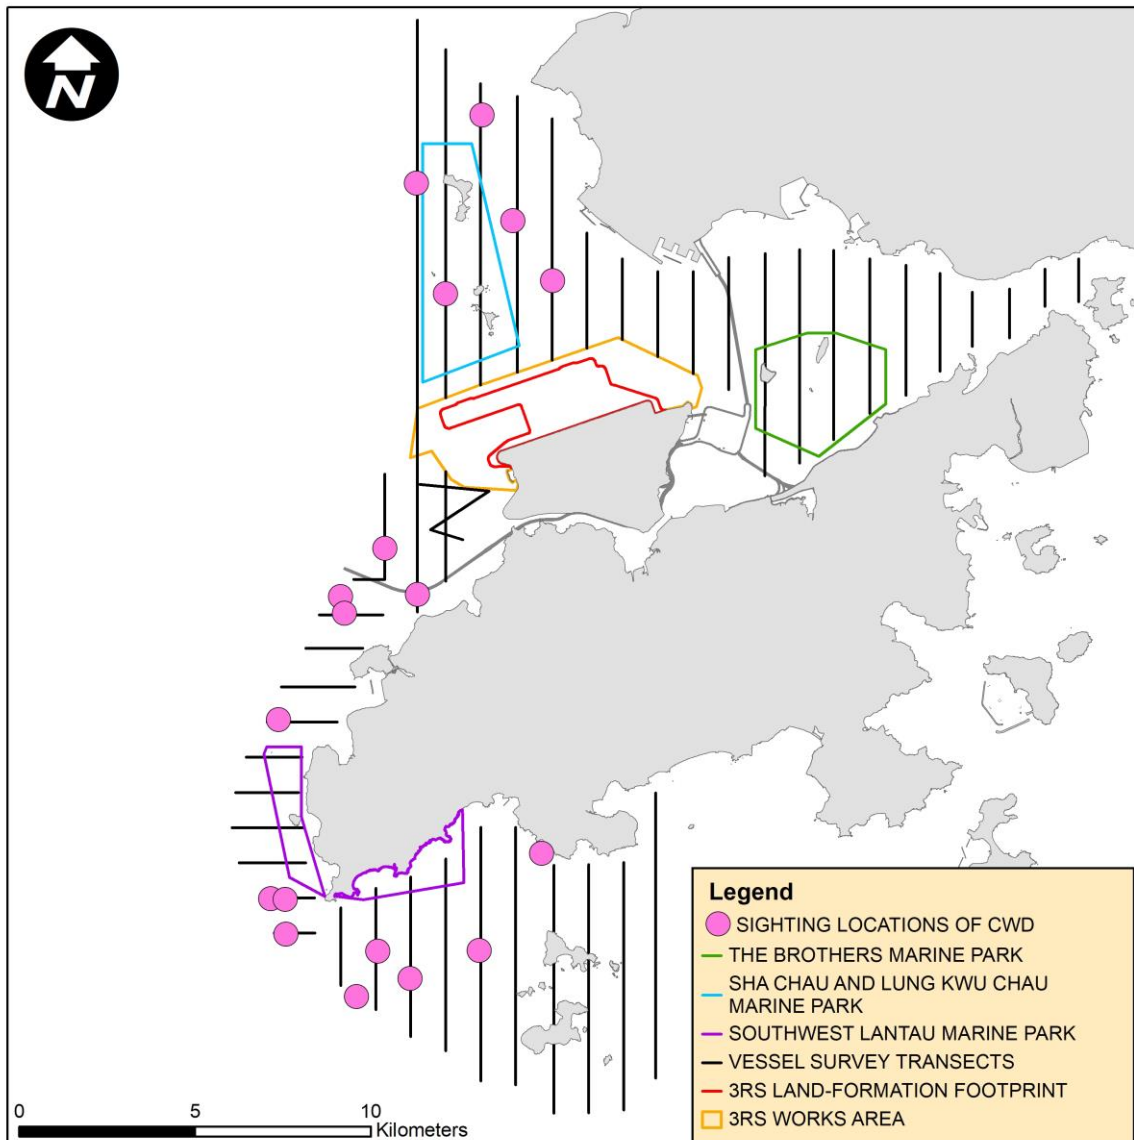 N
Legend
SIGHTING LOCATIONS OF CWD
THE BROTHERS MARINE PARK
SHA CHAU AND LUNG KWU CHAU
MARINE PARK
SOUTHWEST LANTAU MARINE PARK
VESSEL SURVEY TRANSECTS
3RS LAND-FORMATION FOOTPRINT
3RS WORKS AREA
0 5 10
Kilometers